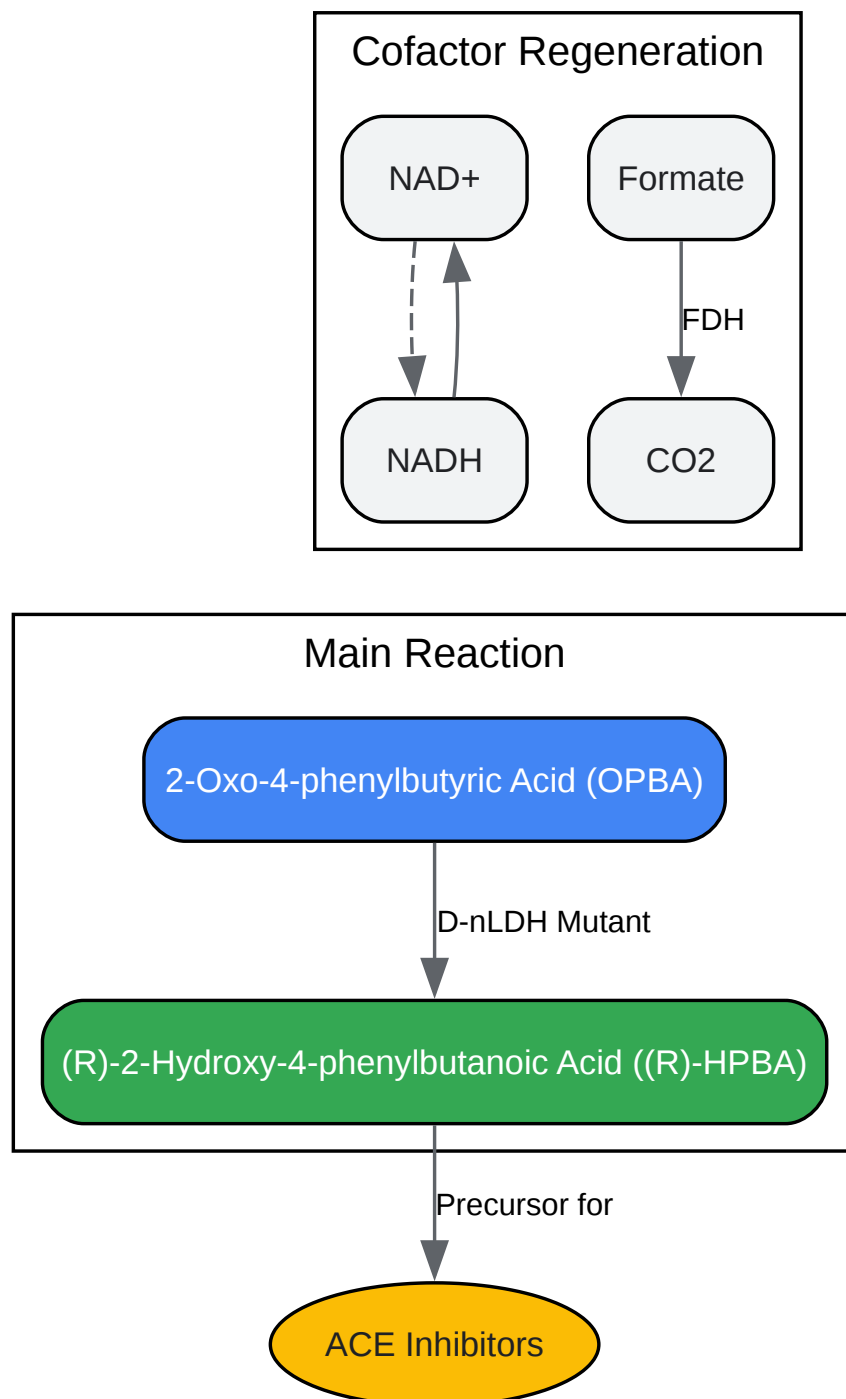 Cofactor Regeneration
NAD+
Formate
FDH
NADH
CO2
Main Reaction
2-Oxo-4-phenylbutyric Acid (OPBA)
D-nLDH Mutant
(R)-2-Hydroxy-4-phenylbutanoic Acid ((R)-HPBA)
Precursor for
ACE Inhibitors